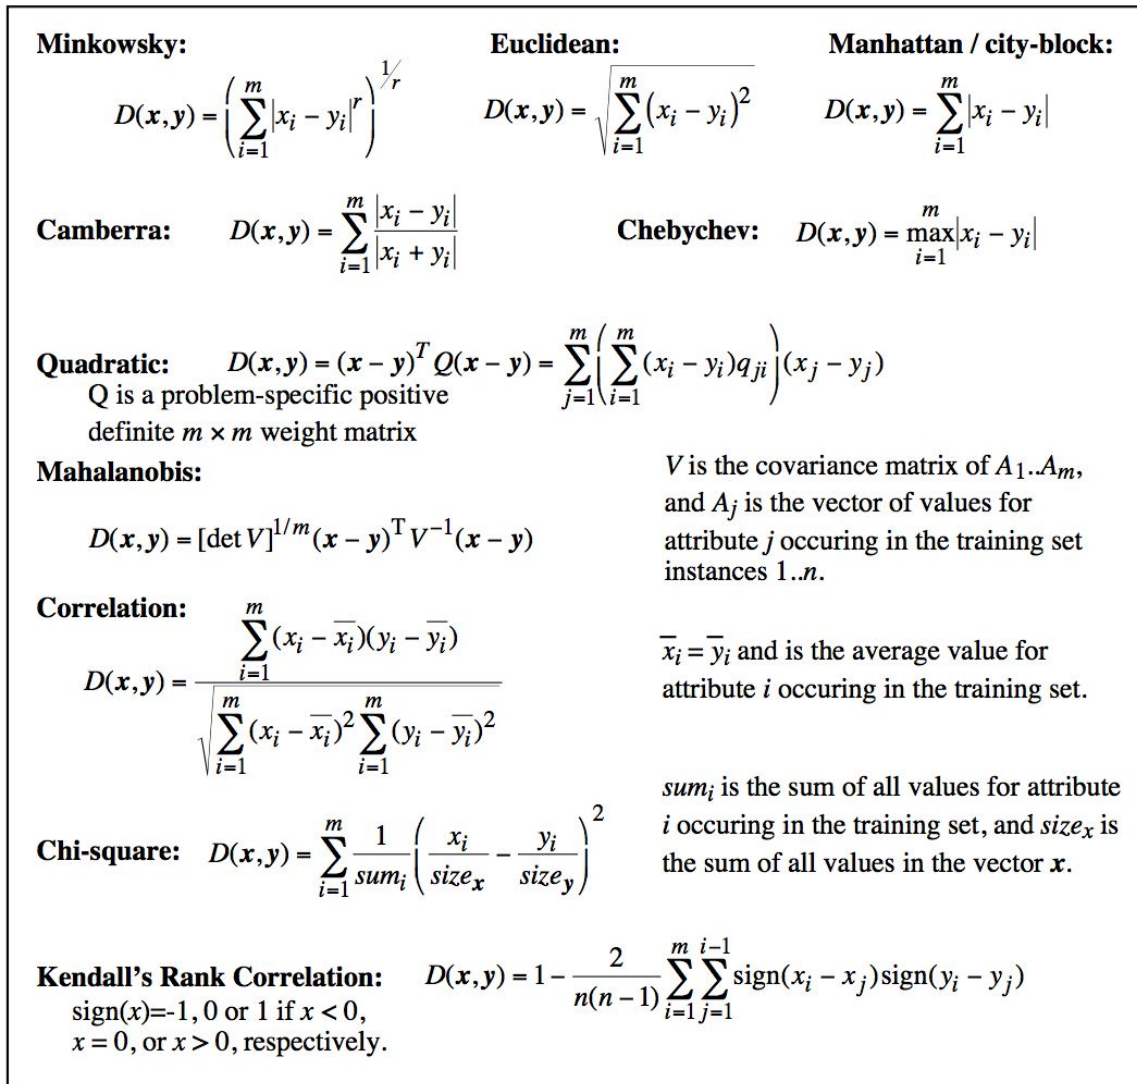 Minkowsky: Euclidean: Manhattan / city-block:
D(x,y) = (∑_{i=1}^{m} |x_i − y_i|^r)^{1/r} D(x,y) = √(∑_{i=1}^{m} (x_i − y_i)^2) D(x,y) = ∑_{i=1}^{m} |x_i − y_i|
Camberra: D(x,y) = ∑_{i=1}^{m} |x_i − y_i| / |x_i + y_i| Chebychev: D(x,y) = max_{i=1}^{m} |x_i − y_i|
Quadratic: D(x,y) = (x − y)^T Q(x − y) = ∑_{j=1}^{m} (∑_{i=1}^{m} (x_i − y_i)q_{ji}) (x_j − y_j)
Q is a problem-specific positive
definite m × m weight matrix
Mahalanobis:
D(x,y) = [det V]^{1/m} (x − y)^T V^{−1} (x − y)
V is the covariance matrix of A_1..A_m,
and A_j is the vector of values for
attribute j occuring in the training set
instances 1..n.
Correlation:
D(x,y) = ∑_{i=1}^{m} (x_i − x̅_i)(y_i − y̅_i) / √(∑_{i=1}^{m} (x_i − x̅_i)^2 ∑_{i=1}^{m} (y_i − y̅_i)^2)
x̅_i = y̅_i and is the average value for
attribute i occuring in the training set.
Chi-square: D(x,y) = ∑_{i=1}^{m} 1/sum_i (x_i/size_x − y_i/size_y)^2
sum_i is the sum of all values for attribute
i occuring in the training set, and size_x is
the sum of all values in the vector x.
Kendall's Rank Correlation: D(x,y) = 1 − 2/(n(n − 1)) ∑_{i=1}^{m} ∑_{j=1}^{i−1} sign(x_i − x_j)sign(y_i − y_j)
sign(x)=-1, 0 or 1 if x < 0,
x = 0, or x > 0, respectively.